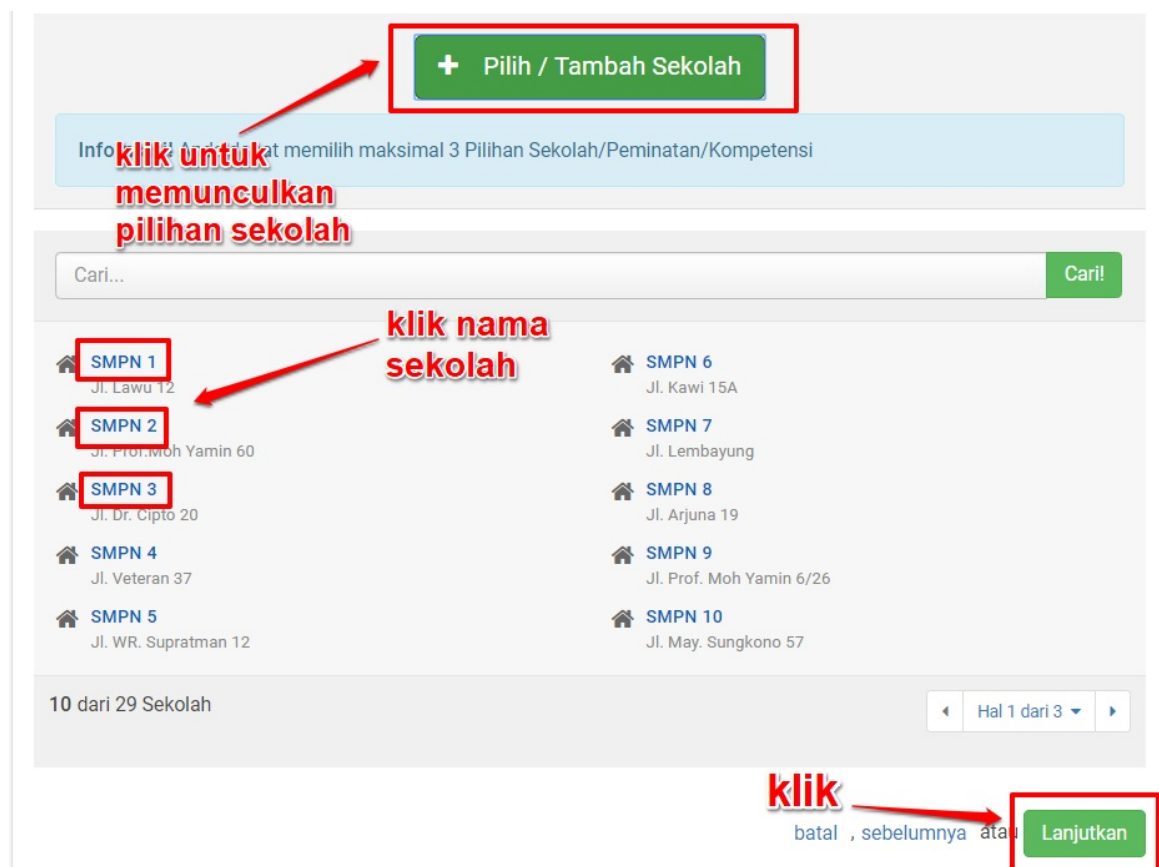 + Pilih / Tambah Sekolah
memilih maksimal 3 Pilihan Sekolah/Peminatan/Kompetensi
klik untuk
memunculkan
pilihan sekolah
Cari...
Cari!
klik nama
sekolah
SMPN 1
Jl. Lawu 12
SMPN 2
Jl. Prof.Moh Yamin 60
SMPN 3
Jl. Dr. Cipto 20
SMPN 4
Jl. Veteran 37
SMPN 5
Jl. WR. Supratman 12
SMPN 6
Jl. Kawi 15A
SMPN 7
Jl. Lembayung
SMPN 8
Jl. Arjuna 19
SMPN 9
Jl. Prof. Moh Yamin 6/26
SMPN 10
Jl. May. Sungkono 57
10 dari 29 Sekolah
Hal 1 dari 3
klik
batal , sebelumnya atau Lanjutkan